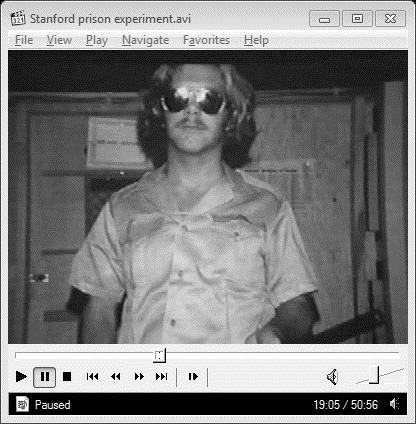 Stanford prison experiment.avi
File View Play Navigate Favorites Help
Paused 19:05 / 50:56